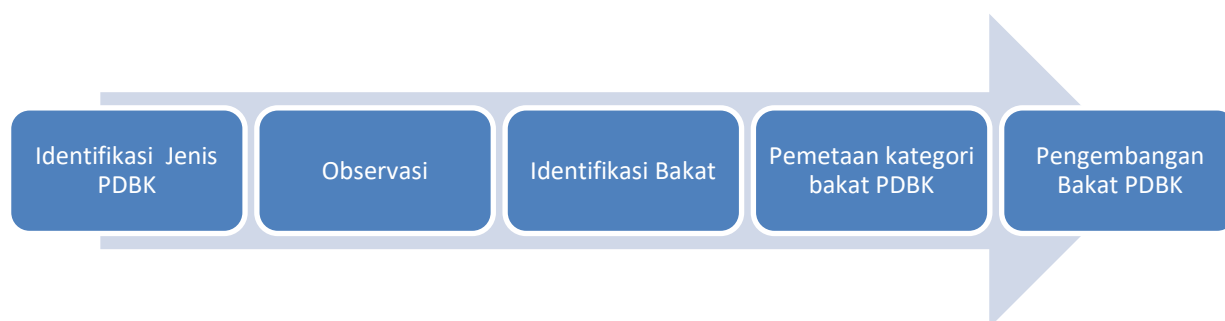 Identifikasi Jenis
PDBK
Observasi
Identifikasi Bakat
Pemetaan kategori
bakat PDBK
Pengembangan
Bakat PDBK